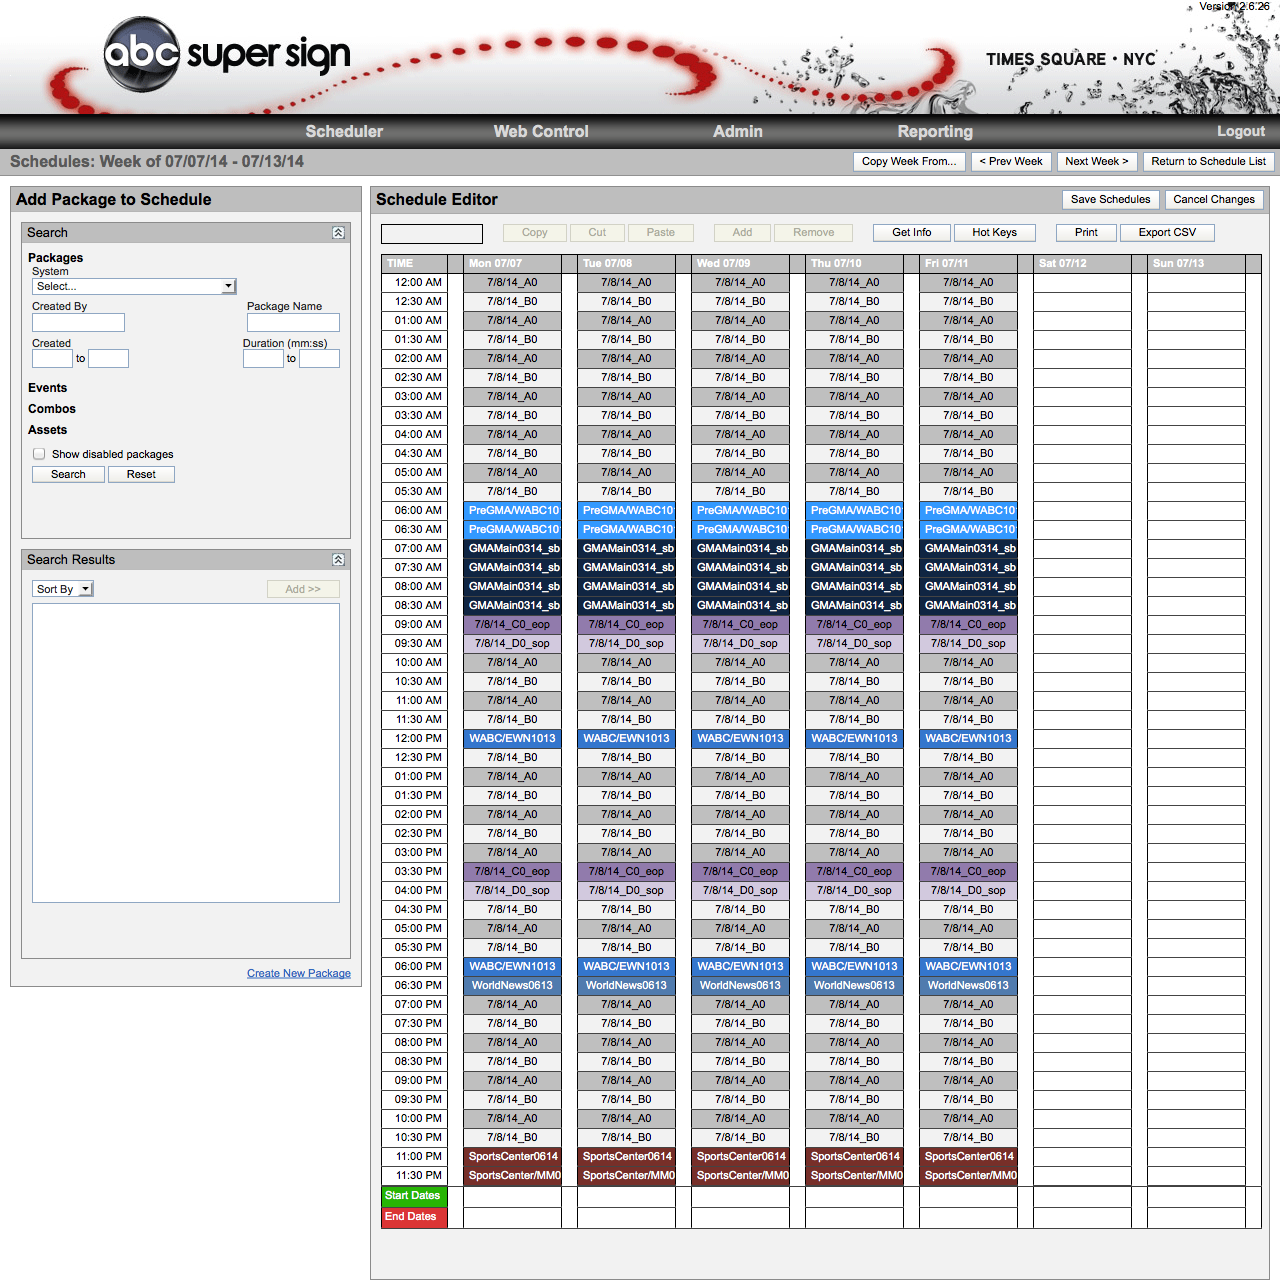 Version 2.6.26
abc super sign
TIMES SQUARE • NYC
Scheduler Web Control Admin Reporting Logout
Schedules: Week of 07/07/14 - 07/13/14 Copy Week From... < Prev Week Next Week > Return to Schedule List
Add Package to Schedule
Search
Packages
System
Select...
Created By Package Name
Created Duration (mm:ss)
to to
Events
Combos
Assets
Show disabled packages
Search Reset
Search Results
Sort By Add >>
Create New Package
Schedule Editor Save Schedules Cancel Changes
Copy Cut Paste Add Remove Get Info Hot Keys Print Export CSV
TIME Mon 07/07 Tue 07/08 Wed 07/09 Thu 07/10 Fri 07/11 Sat 07/12 Sun 07/13
12:00 AM 7/8/14_A0 7/8/14_A0 7/8/14_A0 7/8/14_A0 7/8/14_A0
12:30 AM 7/8/14_B0 7/8/14_B0 7/8/14_B0 7/8/14_B0 7/8/14_B0
01:00 AM 7/8/14_A0 7/8/14_A0 7/8/14_A0 7/8/14_A0 7/8/14_A0
01:30 AM 7/8/14_B0 7/8/14_B0 7/8/14_B0 7/8/14_B0 7/8/14_B0
02:00 AM 7/8/14_A0 7/8/14_A0 7/8/14_A0 7/8/14_A0 7/8/14_A0
02:30 AM 7/8/14_B0 7/8/14_B0 7/8/14_B0 7/8/14_B0 7/8/14_B0
03:00 AM 7/8/14_A0 7/8/14_A0 7/8/14_A0 7/8/14_A0 7/8/14_A0
03:30 AM 7/8/14_B0 7/8/14_B0 7/8/14_B0 7/8/14_B0 7/8/14_B0
04:00 AM 7/8/14_A0 7/8/14_A0 7/8/14_A0 7/8/14_A0 7/8/14_A0
04:30 AM 7/8/14_B0 7/8/14_B0 7/8/14_B0 7/8/14_B0 7/8/14_B0
05:00 AM 7/8/14_A0 7/8/14_A0 7/8/14_A0 7/8/14_A0 7/8/14_A0
05:30 AM 7/8/14_B0 7/8/14_B0 7/8/14_B0 7/8/14_B0 7/8/14_B0
06:00 AM PreGMA/WABC10 PreGMA/WABC10 PreGMA/WABC10 PreGMA/WABC10 PreGMA/WABC10
06:30 AM PreGMA/WABC10 PreGMA/WABC10 PreGMA/WABC10 PreGMA/WABC10 PreGMA/WABC10
07:00 AM GMAMain0314_sb GMAMain0314_sb GMAMain0314_sb GMAMain0314_sb GMAMain0314_sb
07:30 AM GMAMain0314_sb GMAMain0314_sb GMAMain0314_sb GMAMain0314_sb GMAMain0314_sb
08:00 AM GMAMain0314_sb GMAMain0314_sb GMAMain0314_sb GMAMain0314_sb GMAMain0314_sb
08:30 AM GMAMain0314_sb GMAMain0314_sb GMAMain0314_sb GMAMain0314_sb GMAMain0314_sb
09:00 AM 7/8/14_C0_eop 7/8/14_C0_eop 7/8/14_C0_eop 7/8/14_C0_eop 7/8/14_C0_eop
09:30 AM 7/8/14_D0_sop 7/8/14_D0_sop 7/8/14_D0_sop 7/8/14_D0_sop 7/8/14_D0_sop
10:00 AM 7/8/14_A0 7/8/14_A0 7/8/14_A0 7/8/14_A0 7/8/14_A0
10:30 AM 7/8/14_B0 7/8/14_B0 7/8/14_B0 7/8/14_B0 7/8/14_B0
11:00 AM 7/8/14_A0 7/8/14_A0 7/8/14_A0 7/8/14_A0 7/8/14_A0
11:30 AM 7/8/14_B0 7/8/14_B0 7/8/14_B0 7/8/14_B0 7/8/14_B0
12:00 PM WABC/EWN1013 WABC/EWN1013 WABC/EWN1013 WABC/EWN1013 WABC/EWN1013
12:30 PM 7/8/14_B0 7/8/14_B0 7/8/14_B0 7/8/14_B0 7/8/14_B0
01:00 PM 7/8/14_A0 7/8/14_A0 7/8/14_A0 7/8/14_A0 7/8/14_A0
01:30 PM 7/8/14_B0 7/8/14_B0 7/8/14_B0 7/8/14_B0 7/8/14_B0
02:00 PM 7/8/14_A0 7/8/14_A0 7/8/14_A0 7/8/14_A0 7/8/14_A0
02:30 PM 7/8/14_B0 7/8/14_B0 7/8/14_B0 7/8/14_B0 7/8/14_B0
03:00 PM 7/8/14_A0 7/8/14_A0 7/8/14_A0 7/8/14_A0 7/8/14_A0
03:30 PM 7/8/14_C0_eop 7/8/14_C0_eop 7/8/14_C0_eop 7/8/14_C0_eop 7/8/14_C0_eop
04:00 PM 7/8/14_D0_sop 7/8/14_D0_sop 7/8/14_D0_sop 7/8/14_D0_sop 7/8/14_D0_sop
04:30 PM 7/8/14_B0 7/8/14_B0 7/8/14_B0 7/8/14_B0 7/8/14_B0
05:00 PM 7/8/14_A0 7/8/14_A0 7/8/14_A0 7/8/14_A0 7/8/14_A0
05:30 PM 7/8/14_B0 7/8/14_B0 7/8/14_B0 7/8/14_B0 7/8/14_B0
06:00 PM WABC/EWN1013 WABC/EWN1013 WABC/EWN1013 WABC/EWN1013 WABC/EWN1013
06:30 PM WorldNews0613 WorldNews0613 WorldNews0613 WorldNews0613 WorldNews0613
07:00 PM 7/8/14_A0 7/8/14_A0 7/8/14_A0 7/8/14_A0 7/8/14_A0
07:30 PM 7/8/14_B0 7/8/14_B0 7/8/14_B0 7/8/14_B0 7/8/14_B0
08:00 PM 7/8/14_A0 7/8/14_A0 7/8/14_A0 7/8/14_A0 7/8/14_A0
08:30 PM 7/8/14_B0 7/8/14_B0 7/8/14_B0 7/8/14_B0 7/8/14_B0
09:00 PM 7/8/14_A0 7/8/14_A0 7/8/14_A0 7/8/14_A0 7/8/14_A0
09:30 PM 7/8/14_B0 7/8/14_B0 7/8/14_B0 7/8/14_B0 7/8/14_B0
10:00 PM 7/8/14_A0 7/8/14_A0 7/8/14_A0 7/8/14_A0 7/8/14_A0
10:30 PM 7/8/14_B0 7/8/14_B0 7/8/14_B0 7/8/14_B0 7/8/14_B0
11:00 PM SportsCenter0614 SportsCenter0614 SportsCenter0614 SportsCenter0614 SportsCenter0614
11:30 PM SportsCenter/MM0 SportsCenter/MM0 SportsCenter/MM0 SportsCenter/MM0 SportsCenter/MM0
Start Dates
End Dates